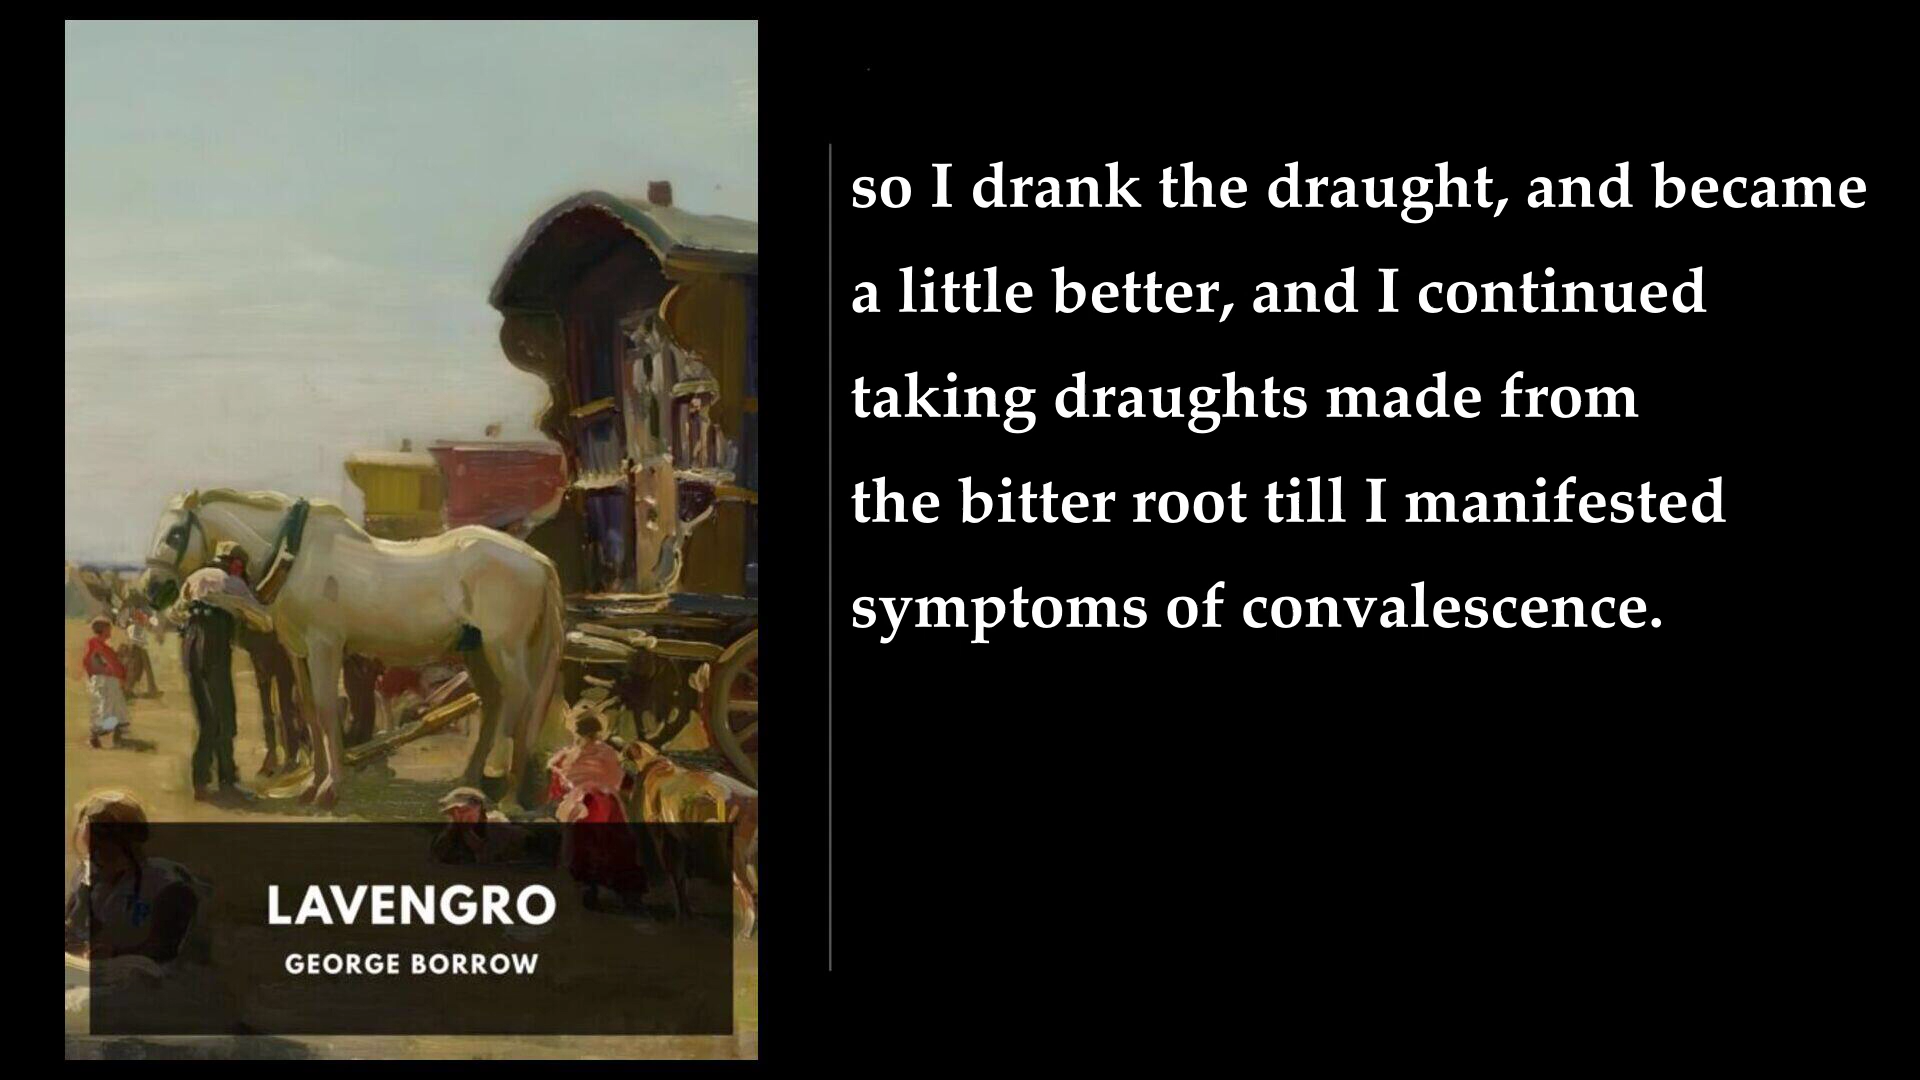 so I drank the draught, and became
a little better, and I continued
taking draughts made from
the bitter root till I manifested
symptoms of convalescence.
LAVENGRO
GEORGE BORROW